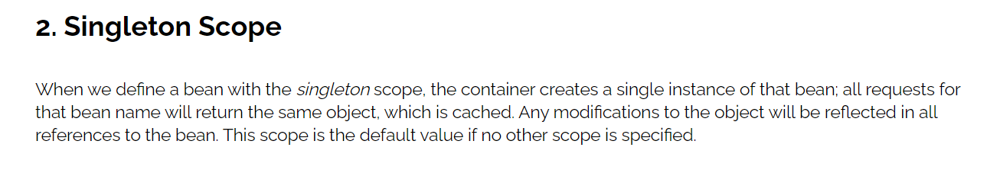 2. Singleton Scope
When we define a bean with the singleton scope, the container creates a single instance of that bean; all requests for
that bean name will return the same object, which is cached. Any modifications to the object will be reflected in all
references to the bean. This scope is the default value if no other scope is specified.